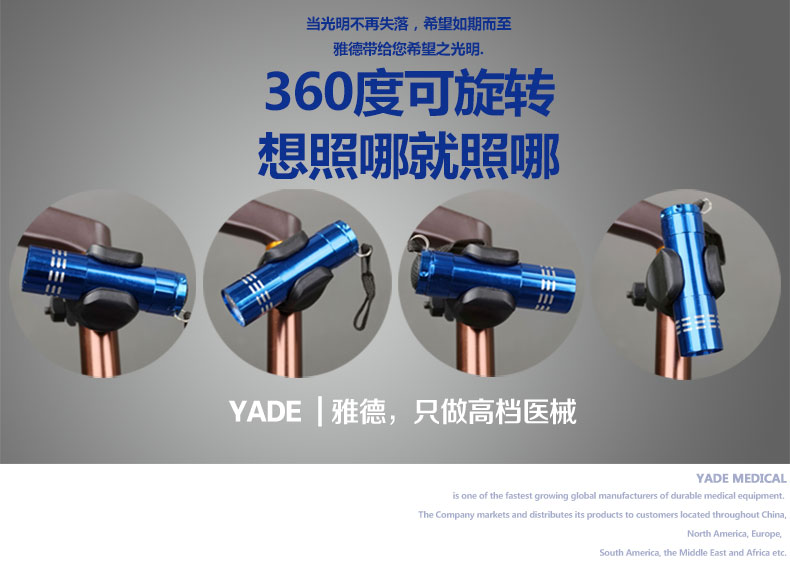 当光明不再失落，希望如期而至
雅德带给您希望之光明.
360度可旋转
想照哪就照哪
YADE | 雅德，只做高档医械
YADE MEDICAL
is one of the fastest growing global manufacturers of durable medical equipment.
The Company markets and distributes its products to customers located throughout China,
North America, Europe,
South America, the Middle East and Africa etc.